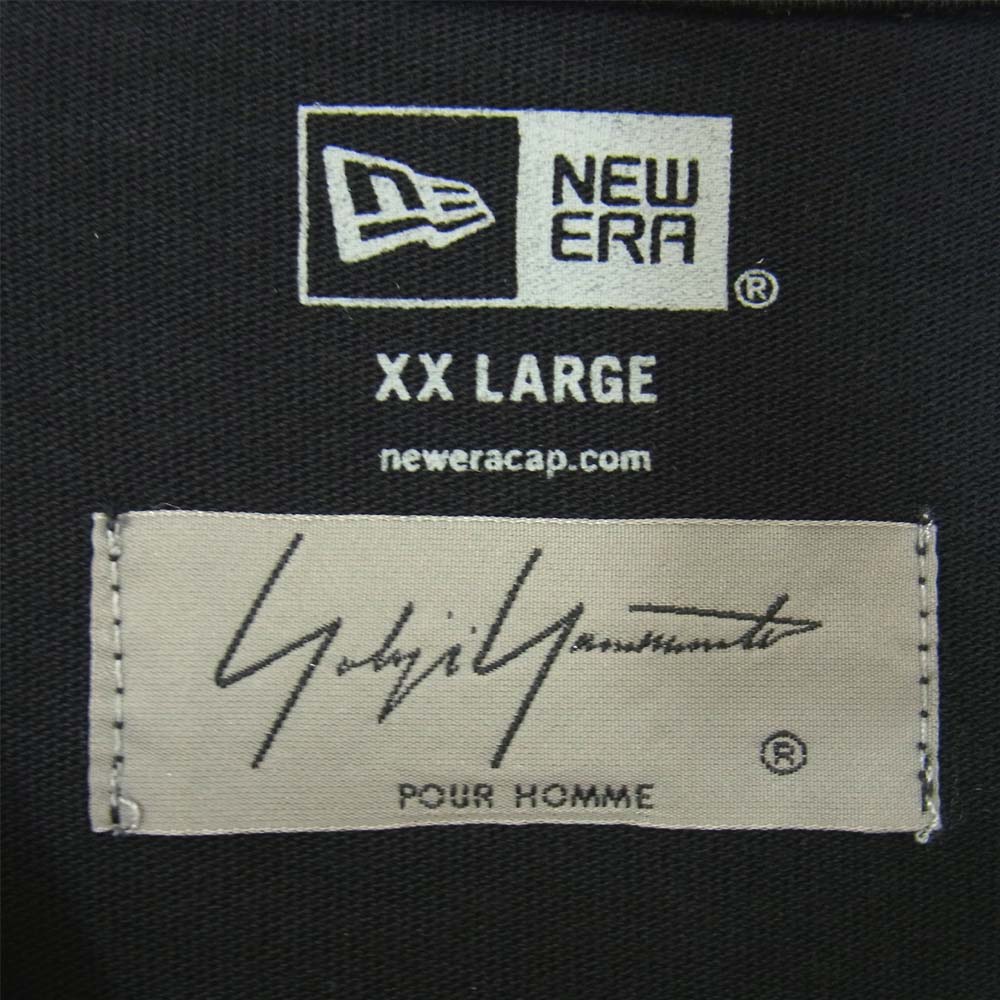 NEW
ERA
®
XX LARGE
neweracap.com
Yohji Yamamoto
®
POUR HOMME